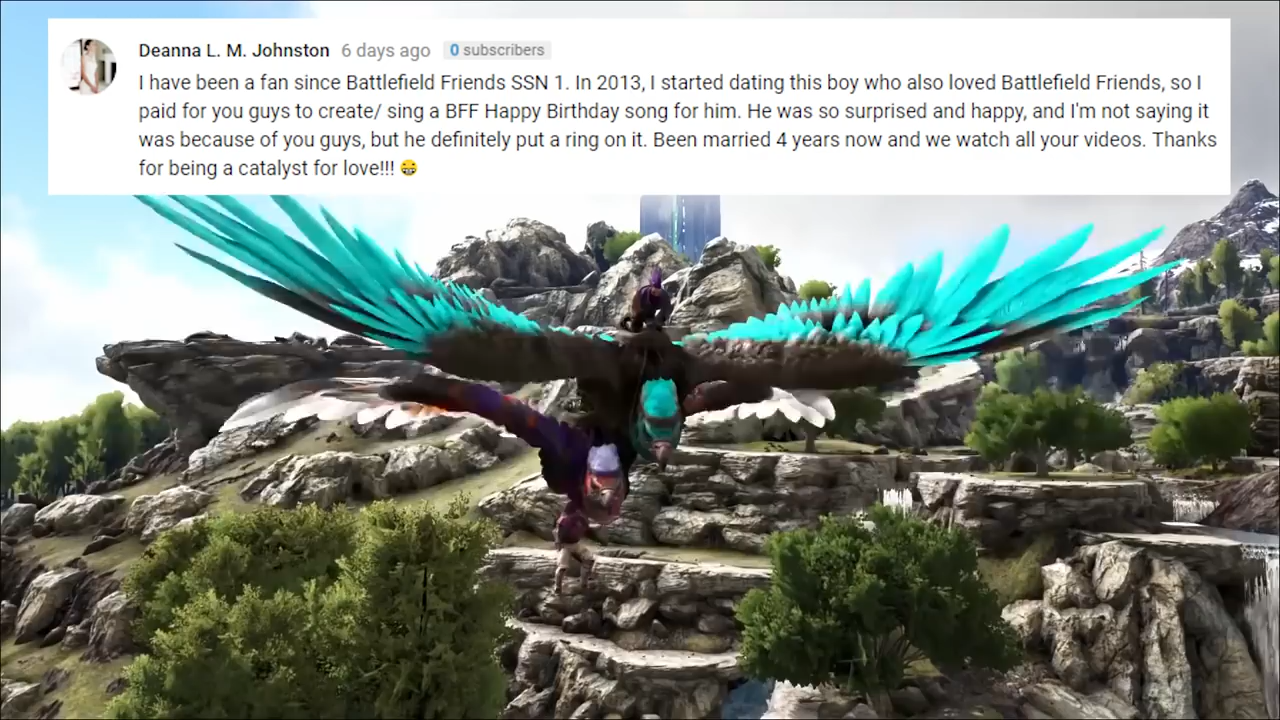 Deanna L. M. Johnston 6 days ago 0 subscribers
I have been a fan since Battlefield Friends SSN 1. In 2013, I started dating this boy who also loved Battlefield Friends, so I
paid for you guys to create/ sing a BFF Happy Birthday song for him. He was so surprised and happy, and I'm not saying it
was because of you guys, but he definitely put a ring on it. Been married 4 years now and we watch all your videos. Thanks
for being a catalyst for love!!! 😁